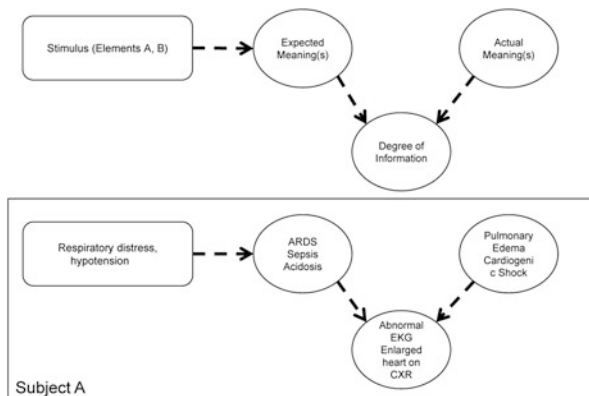 Stimulus (Elements A, B)
Expected
Meaning(s)
Actual
Meaning(s)
Degree of
Information
Respiratory distress,
hypotension
ARDS
Sepsis
Acidosis
Pulmonary
Edema
Cardiogeni
c Shock
Abnormal
EKG
Enlarged
heart on
CXR
Subject A